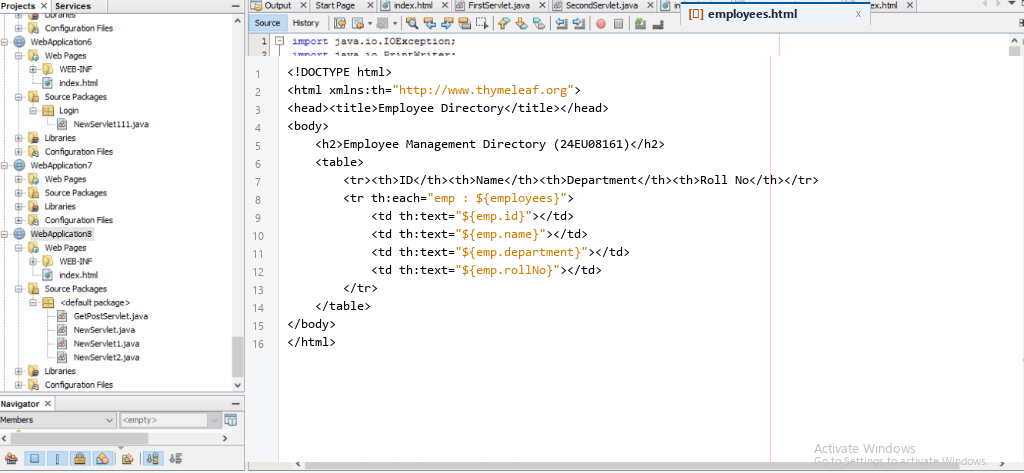 Projects × Services
Output × Start Page × index.html × FirstServlet.java × SecondServlet.java ×
employees.html x
Source History
Libraries
Configuration Files
WebApplication6
Web Pages
WEB-INF
index.html
Source Packages
Login
NewServlet111.java
Libraries
Configuration Files
WebApplication7
Web Pages
Source Packages
Libraries
Configuration Files
WebApplication8
Web Pages
WEB-INF
index.html
Source Packages
<default package>
GetPostServlet.java
NewServlet.java
NewServlet1.java
NewServlet2.java
Libraries
Configuration Files
Navigator ×
Members <empty>
1 import java.io.IOException;
2 import java.io.PrintWriter;
1 <!DOCTYPE html>
2 <html xmlns:th="http://www.thymeleaf.org">
3 <head><title>Employee Directory</title></head>
4 <body>
5 <h2>Employee Management Directory (24EU08161)</h2>
6 <table>
7 <tr><th>ID</th><th>Name</th><th>Department</th><th>Roll No</th></tr>
8 <tr th:each="emp : ${employees}">
9 <td th:text="${emp.id}"></td>
10 <td th:text="${emp.name}"></td>
11 <td th:text="${emp.department}"></td>
12 <td th:text="${emp.rollNo}"></td>
13 </tr>
14 </table>
15 </body>
16 </html>
Activate Windows
Go to Settings to activate Windows.